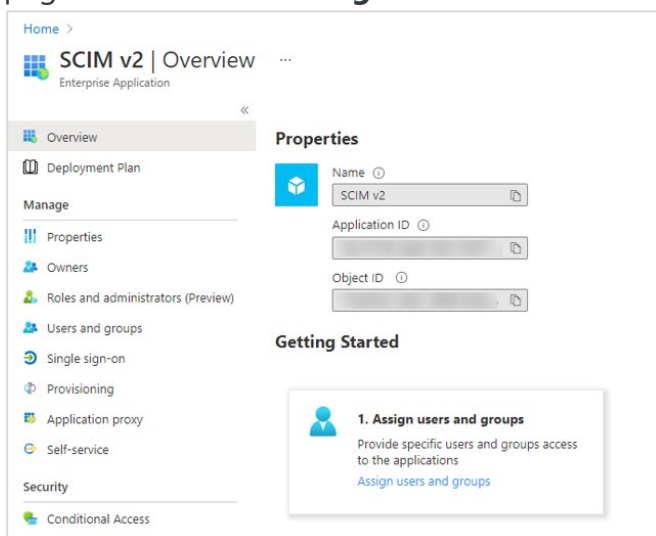 Home >
SCIM v2 | Overview ...
Enterprise Application
«
Overview
Deployment Plan
Manage
Properties
Owners
Roles and administrators (Preview)
Users and groups
Single sign-on
Provisioning
Application proxy
Self-service
Security
Conditional Access
Properties
Name
SCIM v2
Application ID
Object ID
Getting Started
1. Assign users and groups
Provide specific users and groups access
to the applications
Assign users and groups